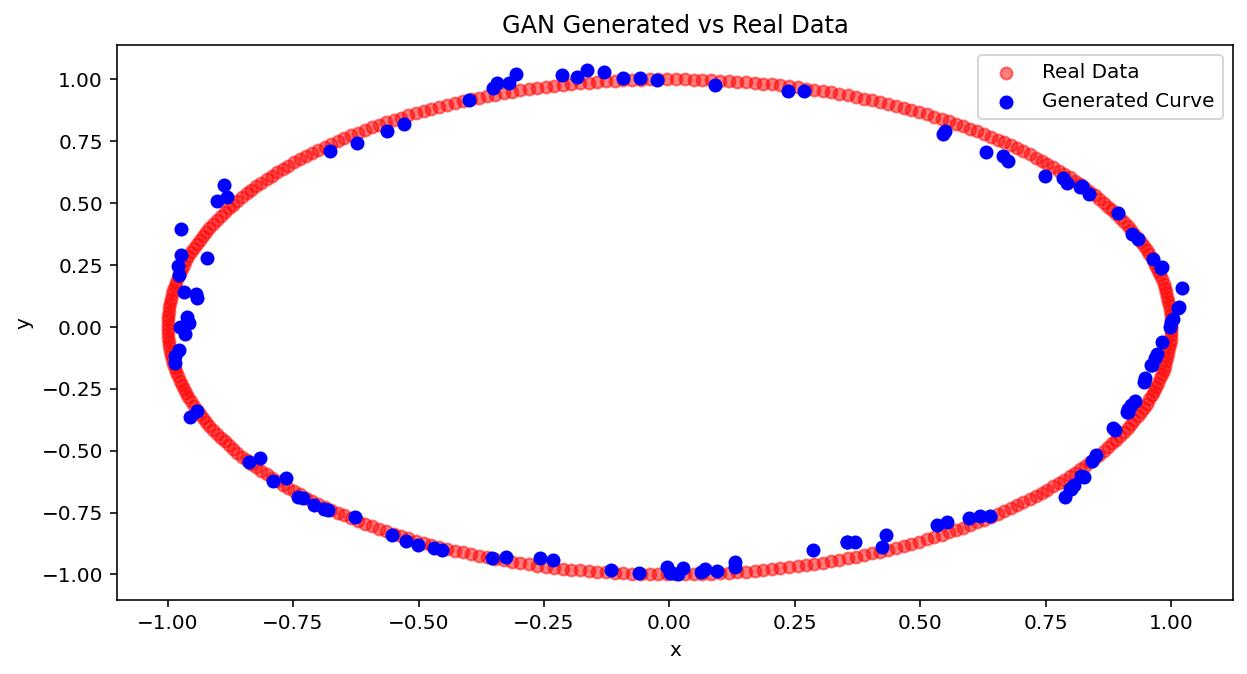 GAN Generated vs Real Data
Real Data
Generated Curve
1.00
0.75
0.50
0.25
0.00
−0.25
−0.50
−0.75
−1.00
y
−1.00 −0.75 −0.50 −0.25 0.00 0.25 0.50 0.75 1.00
x